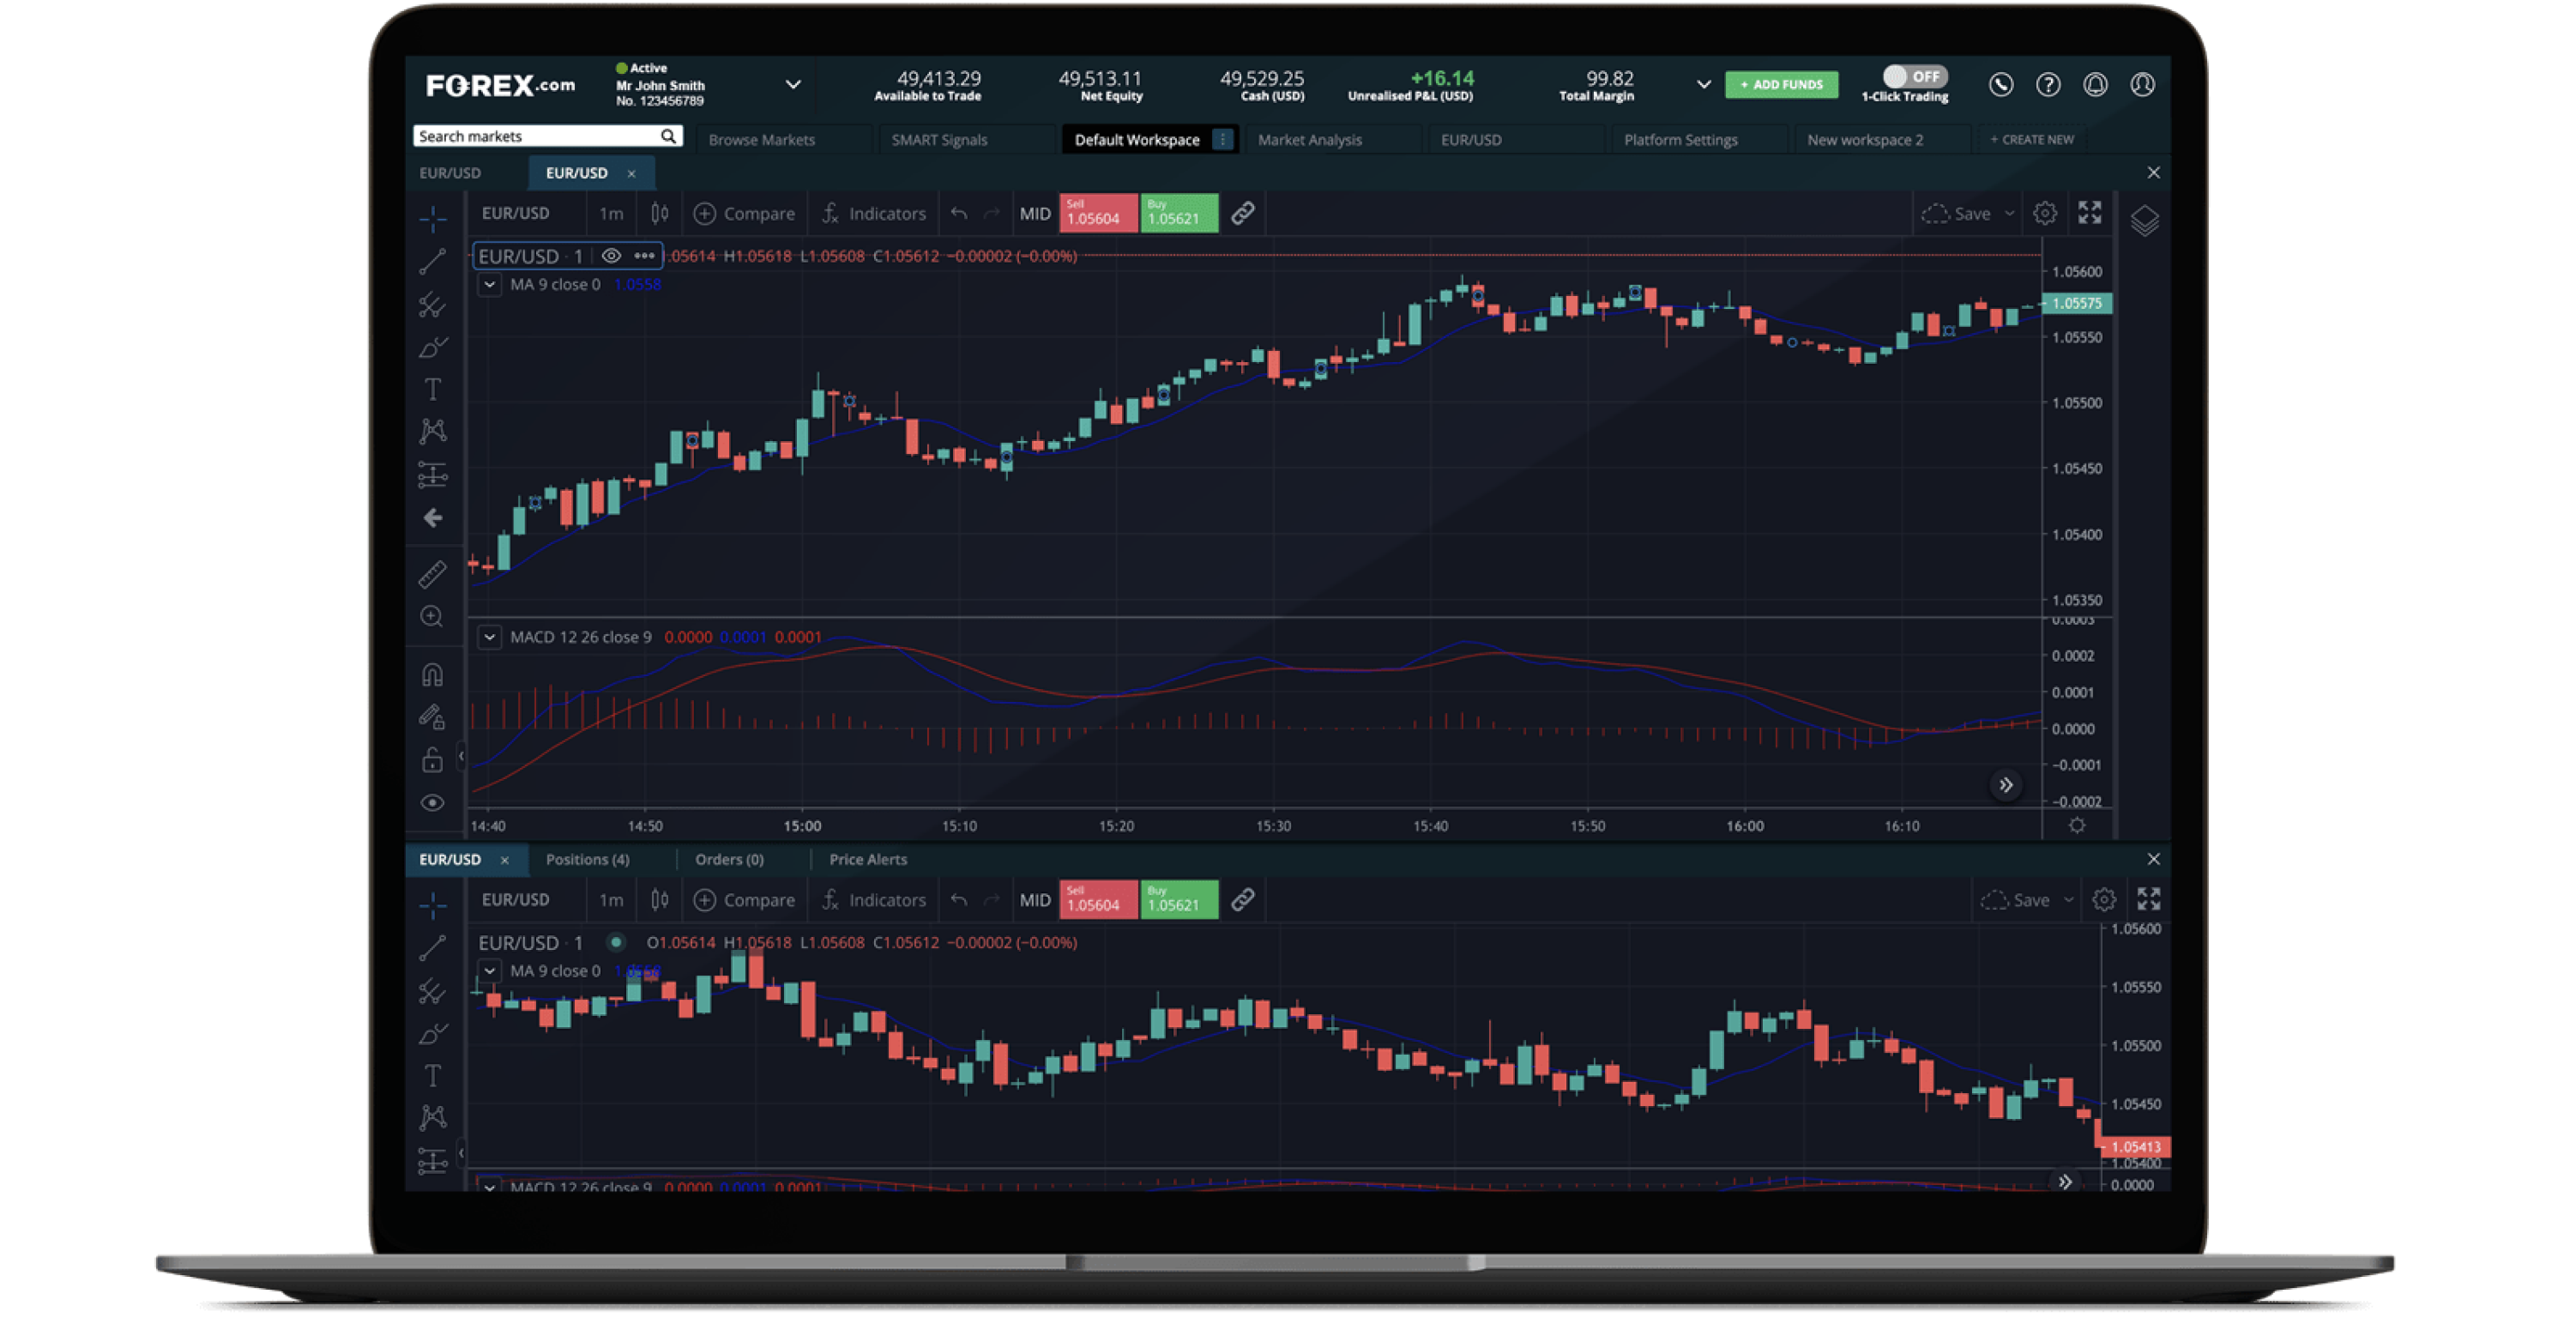 FOREX.com
Active
Mr John Smith
No. 123456789
49,413.29
Available to Trade
49,513.11
Net Equity
49,529.25
Cash (USD)
+16.14
Unrealised P&L (USD)
99.82
Total Margin
+ ADD FUNDS
OFF
1-Click Trading
Search markets
Browse Markets
SMART Signals
Default Workspace
Market Analysis
EUR/USD
Platform Settings
New workspace 2
+ CREATE NEW
EUR/USD
EUR/USD ×
EUR/USD 1m Compare Indicators MID
Sell
1.05604
Buy
1.05621
Save
EUR/USD · 1 1.05614 H1.05618 L1.05608 C1.05612 −0.00002 (−0.00%)
MA 9 close 0 1.0558
1.05600
1.05575
1.05550
1.05500
1.05450
1.05400
1.05350
MACD 12 26 close 9 0.0000 0.0001 0.0001
0.0003
0.0002
0.0001
0.0000
−0.0001
−0.0002
14:40 14:50 15:00 15:10 15:20 15:30 15:40 15:50 16:00 16:10
EUR/USD × Positions (4) Orders (0) Price Alerts
EUR/USD 1m Compare Indicators MID
Sell
1.05604
Buy
1.05621
Save
EUR/USD · 1 O1.05614 H1.05618 L1.05608 C1.05612 −0.00002 (−0.00%)
MA 9 close 0 1.0558
1.05600
1.05550
1.05500
1.05450
1.05413
1.05400
MACD 12 26 close 9 0.0000 0.0001 0.0001
0.0000